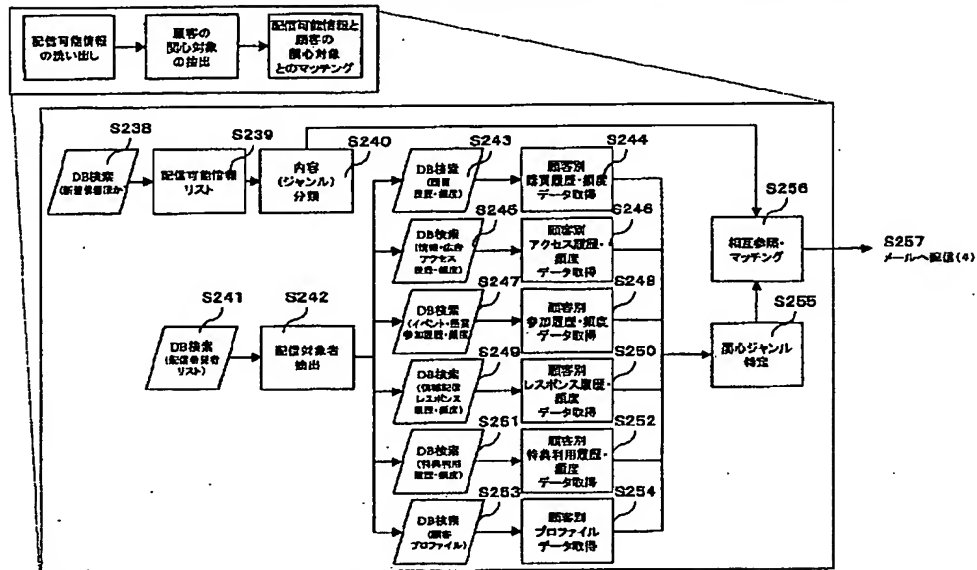 配信可能情報
の洗い出し
顧客の
関心対象
の抽出
配信可能情報と
顧客の
関心対象
とのマッチング
S238
DB検索
S239
配信可能情報
リスト
S240
内容
(ジャンル)
分類
S243
DB検索
(購買
履歴・頻度)
S244
顧客別
購買履歴・頻度
データ取得
S245
DB検索
(情報・広告
アクセス
履歴・頻度)
S246
顧客別
アクセス履歴・
頻度
データ取得
S256
相互参照・
マッチング
S257
メールへ配信(4)
S241
DB検索
リスト)
S242
配信対象者
抽出
S247
DB検索
(イベント・懸賞
参加履歴・頻度)
S248
顧客別
参加履歴・頻度
データ取得
S255
関心ジャンル
特定
S249
DB検索
(情報配信
レスポンス
履歴・頻度)
S250
顧客別
レスポンス履歴・
頻度
データ取得
S251
DB検索
(特典利用
履歴・頻度)
S252
顧客別
特典利用履歴・
頻度
データ取得
S253
DB検索
(顧客
プロファイル)
S254
顧客別
プロファイル
データ取得